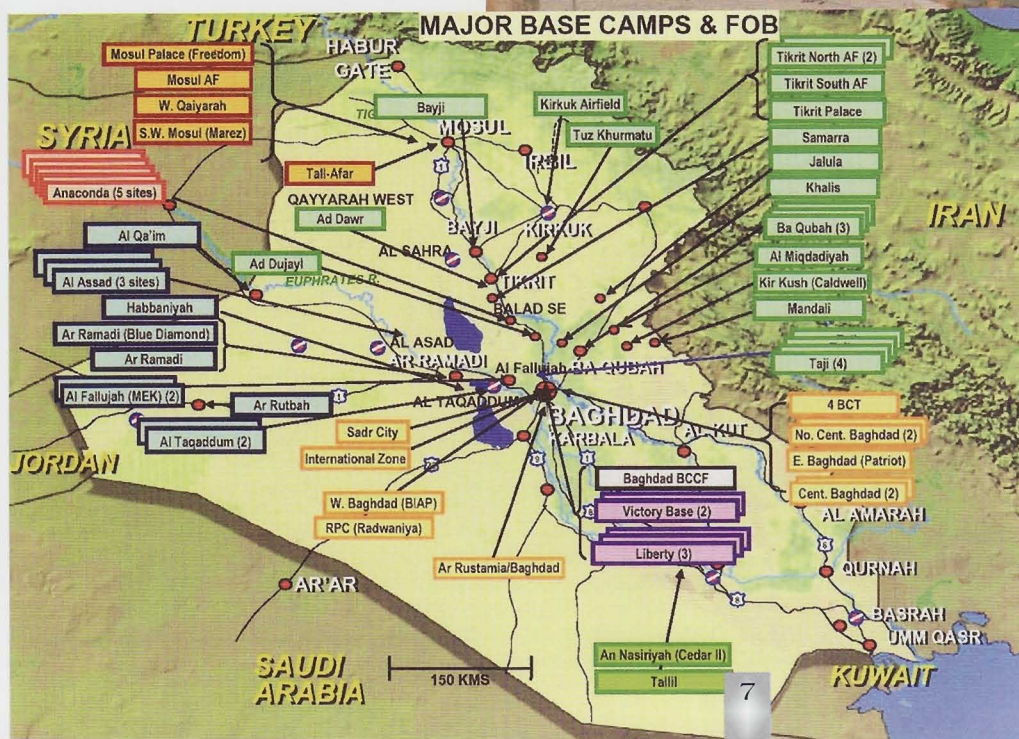 MAJOR BASE CAMPS & FOB
TURKEY
HABUR
GATE
Mosul Palace (Freedom)
Mosul AF
W. Qaiyarah
S.W. Mosul (Marez)
SYRIA
Anaconda (5 sites)
Bayji
MOSUL
1
Kirkuk Airfield
Tuz Khurmatu
IRBIL
Tall-Afar
QAYYARAH WEST
Ad Dawr
BAYJI
KIRKUK
AL SAHRA
TIKRIT
Tikrit North AF (2)
Tikrit South AF
Tikrit Palace
Samarra
Jalula
Khalis
Ba Qubah (3)
Al Miqdadiyah
Kir Kush (Caldwell)
Mandali
Taji (4)
IRAN
Al Qa'im
Al Assad (3 sites)
Ad Dujayl
EUPHRATES R.
Habbaniyah
Ar Ramadi (Blue Diamond)
Ar Ramadi
Al Fallujah (MEK) (2)
Ar Rutbah
Al Taqaddum (2)
BALAD SE
AL ASAD
AR RAMADI
Al Fallujah
BA QUBAH
AL TAQADDUM
1
BAGHDAD
KARBALA
AL KUT
JORDAN
Sadr City
International Zone
W. Baghdad (BIAP)
RPC (Radwaniya)
Ar Rustamia/Baghdad
Baghdad BCCF
Victory Base (2)
Liberty (3)
4 BCT
No. Cent. Baghdad (2)
E. Baghdad (Patriot)
Cent. Baghdad (2)
AL AMARAH
6
QURNAH
8
BASRAH
UMM QASR
AR'AR
SAUDI
ARABIA
150 KMS
An Nasiriyah (Cedar II)
Tallil
7
KUWAIT